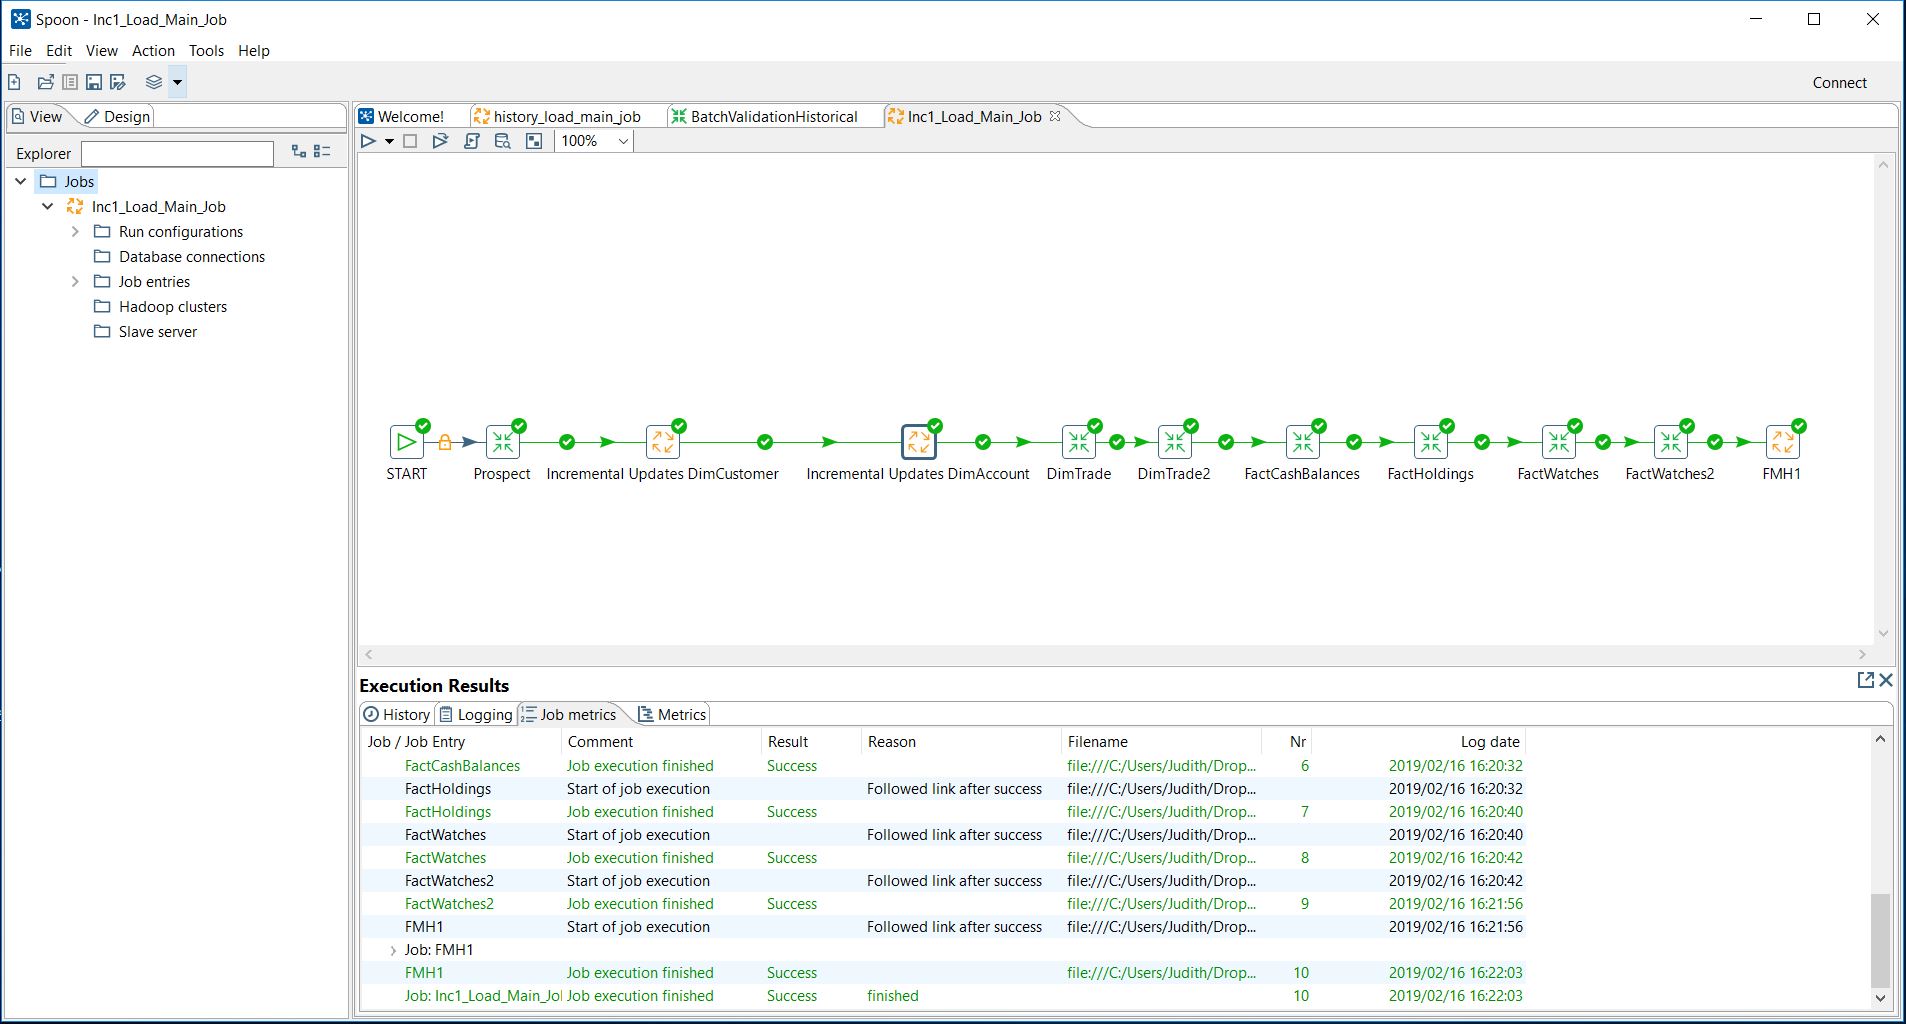 Spoon - Inc1_Load_Main_Job
File Edit View Action Tools Help
Connect
View Design
Explorer
Jobs
Inc1_Load_Main_Job
Run configurations
Database connections
Job entries
Hadoop clusters
Slave server
Welcome! history_load_main_job BatchValidationHistorical Inc1_Load_Main_Job
100%
START Prospect Incremental Updates DimCustomer Incremental Updates DimAccount DimTrade DimTrade2 FactCashBalances FactHoldings FactWatches FactWatches2 FMH1
Execution Results
History Logging Job metrics Metrics
Job / Job Entry Comment Result Reason Filename Nr Log date
FactCashBalances Job execution finished Success file:///C:/Users/Judith/Drop... 6 2019/02/16 16:20:32
FactHoldings Start of job execution Followed link after success file:///C:/Users/Judith/Drop... 2019/02/16 16:20:32
FactHoldings Job execution finished Success file:///C:/Users/Judith/Drop... 7 2019/02/16 16:20:40
FactWatches Start of job execution Followed link after success file:///C:/Users/Judith/Drop... 2019/02/16 16:20:40
FactWatches Job execution finished Success file:///C:/Users/Judith/Drop... 8 2019/02/16 16:20:42
FactWatches2 Start of job execution Followed link after success file:///C:/Users/Judith/Drop... 2019/02/16 16:20:42
FactWatches2 Job execution finished Success file:///C:/Users/Judith/Drop... 9 2019/02/16 16:21:56
FMH1 Start of job execution Followed link after success file:///C:/Users/Judith/Drop... 2019/02/16 16:21:56
Job: FMH1
FMH1 Job execution finished Success file:///C:/Users/Judith/Drop... 10 2019/02/16 16:22:03
Job: Inc1_Load_Main_Jo Job execution finished Success finished 10 2019/02/16 16:22:03